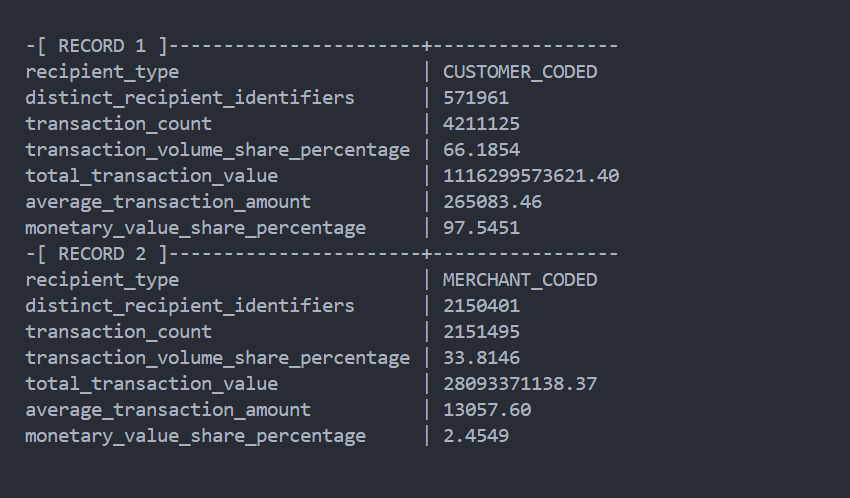 -[ RECORD 1 ]-----------------------+-----------------
recipient_type                      | CUSTOMER_CODED
distinct_recipient_identifiers      | 571961
transaction_count                   | 4211125
transaction_volume_share_percentage | 66.1854
total_transaction_value             | 1116299573621.40
average_transaction_amount          | 265083.46
monetary_value_share_percentage     | 97.5451
-[ RECORD 2 ]-----------------------+-----------------
recipient_type                      | MERCHANT_CODED
distinct_recipient_identifiers      | 2150401
transaction_count                   | 2151495
transaction_volume_share_percentage | 33.8146
total_transaction_value             | 28093371138.37
average_transaction_amount          | 13057.60
monetary_value_share_percentage     | 2.4549